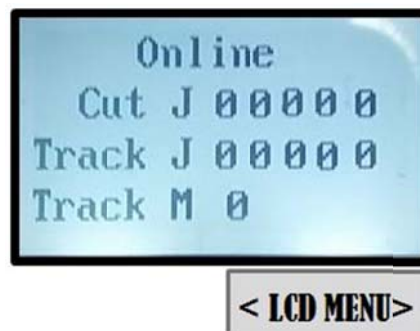 Online
Cut J 00000
Track J 00000
Track M 0
< LCD MENU>